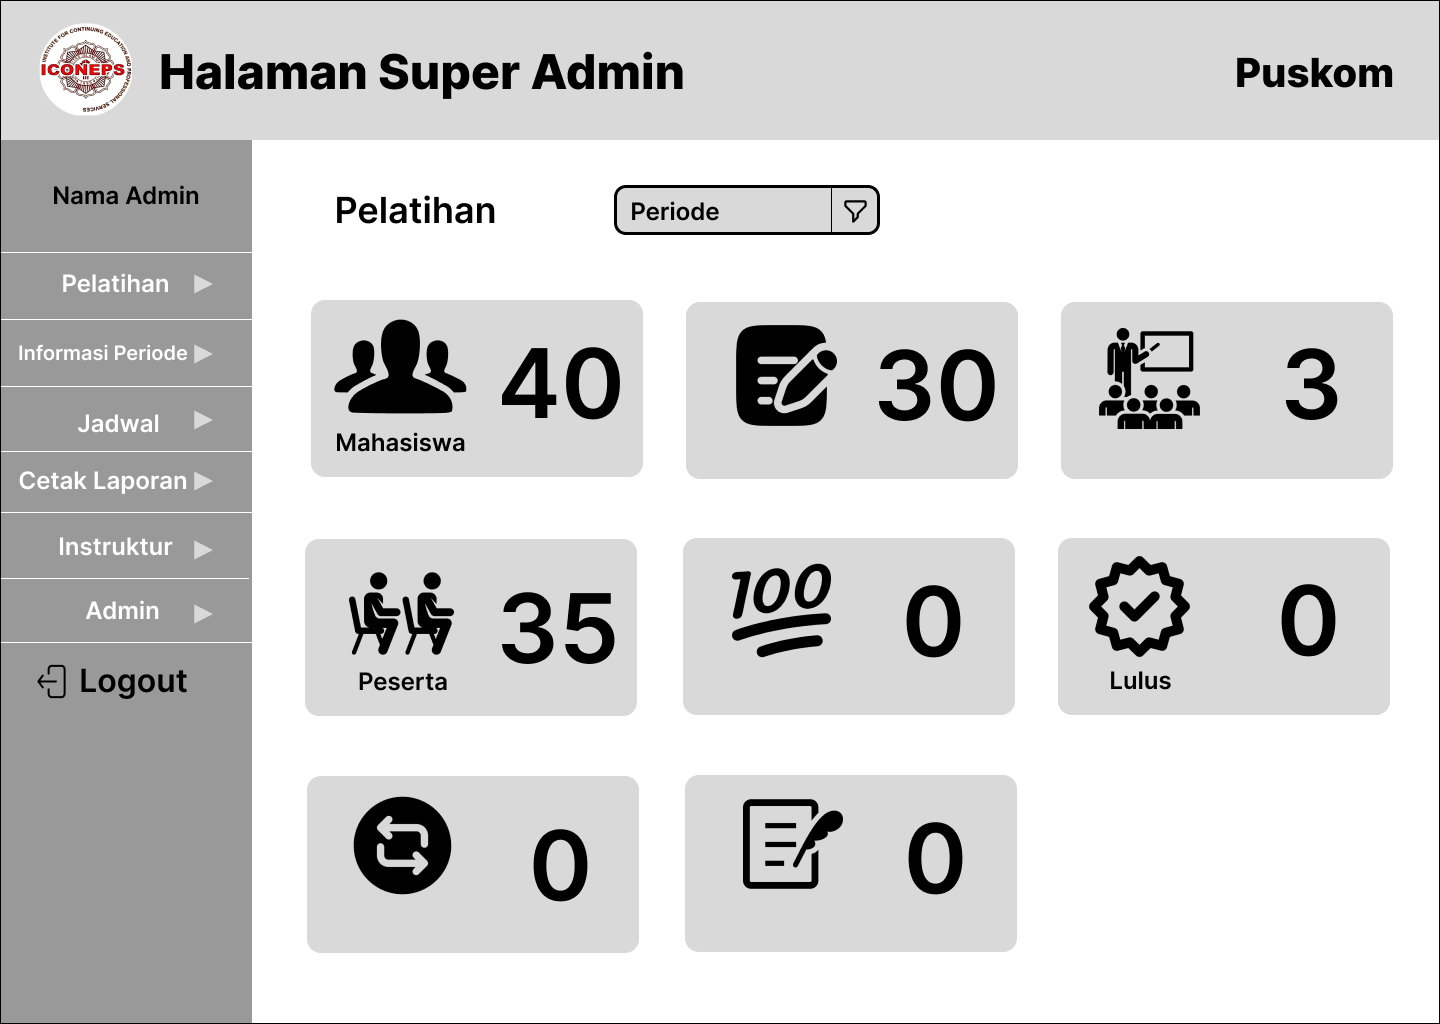 INSTITUTE FOR CONTINUING EDUCATION AND PROFESSIONAL SERVICES
ICONEPS
Halaman Super Admin
Puskom
Nama Admin
Pelatihan
Informasi Periode
Jadwal
Cetak Laporan
Instruktur
Admin
Logout
Pelatihan
Periode
40
Mahasiswa
30
3
35
Peserta
100
0
0
Lulus
0
0